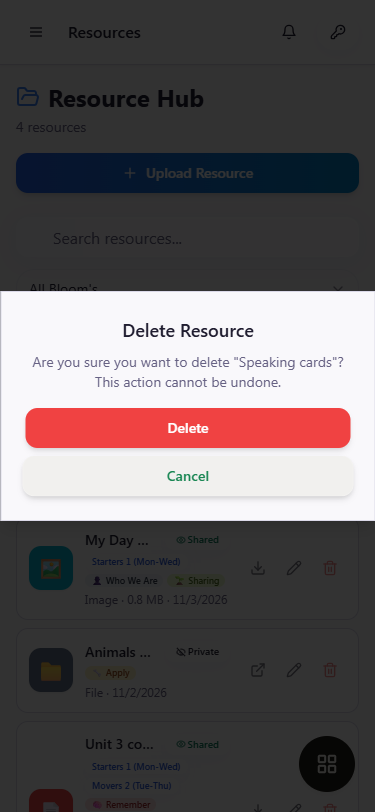 Resources
Resource Hub
4 resources
+ Upload Resource
Search resources...
All Bloom's
Delete Resource
Are you sure you want to delete "Speaking cards"?
This action cannot be undone.
Delete
Cancel
My Day ... Shared
Starters 1 (Mon-Wed)
Who We Are Sharing
Image · 0.8 MB · 11/3/2026
Animals ... Private
Apply
File · 11/2/2026
Unit 3 co... Shared
Starters 1 (Mon-Wed)
Movers 2 (Tue-Thu)
Remember